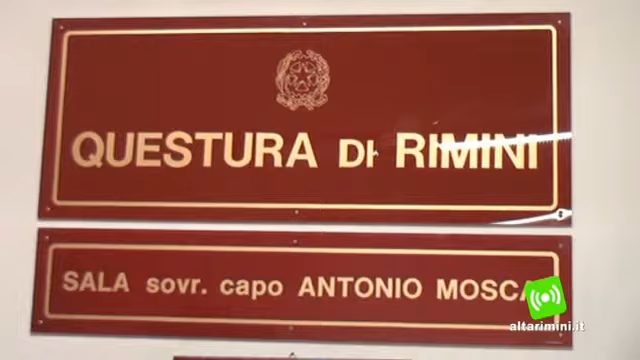 QUESTURA DI RIMINI
SALA sovr. capo ANTONIO MOSCA
altarimini.it